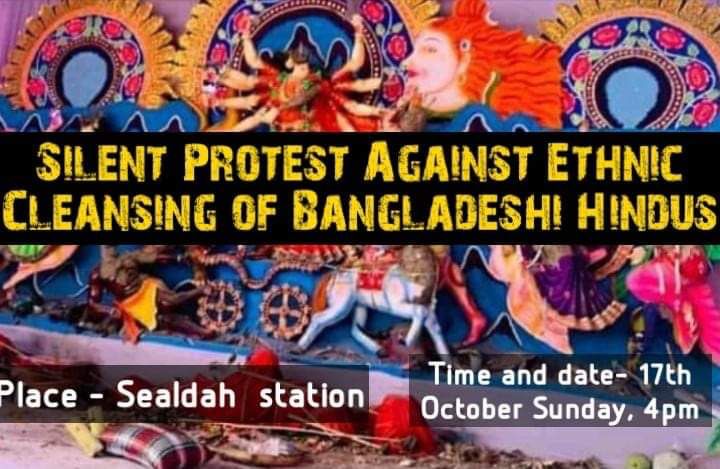 SILENT PROTEST AGAINST ETHNIC
CLEANSING OF BANGLADESHI HINDUS
Place - Sealdah station
Time and date- 17th
October Sunday, 4pm